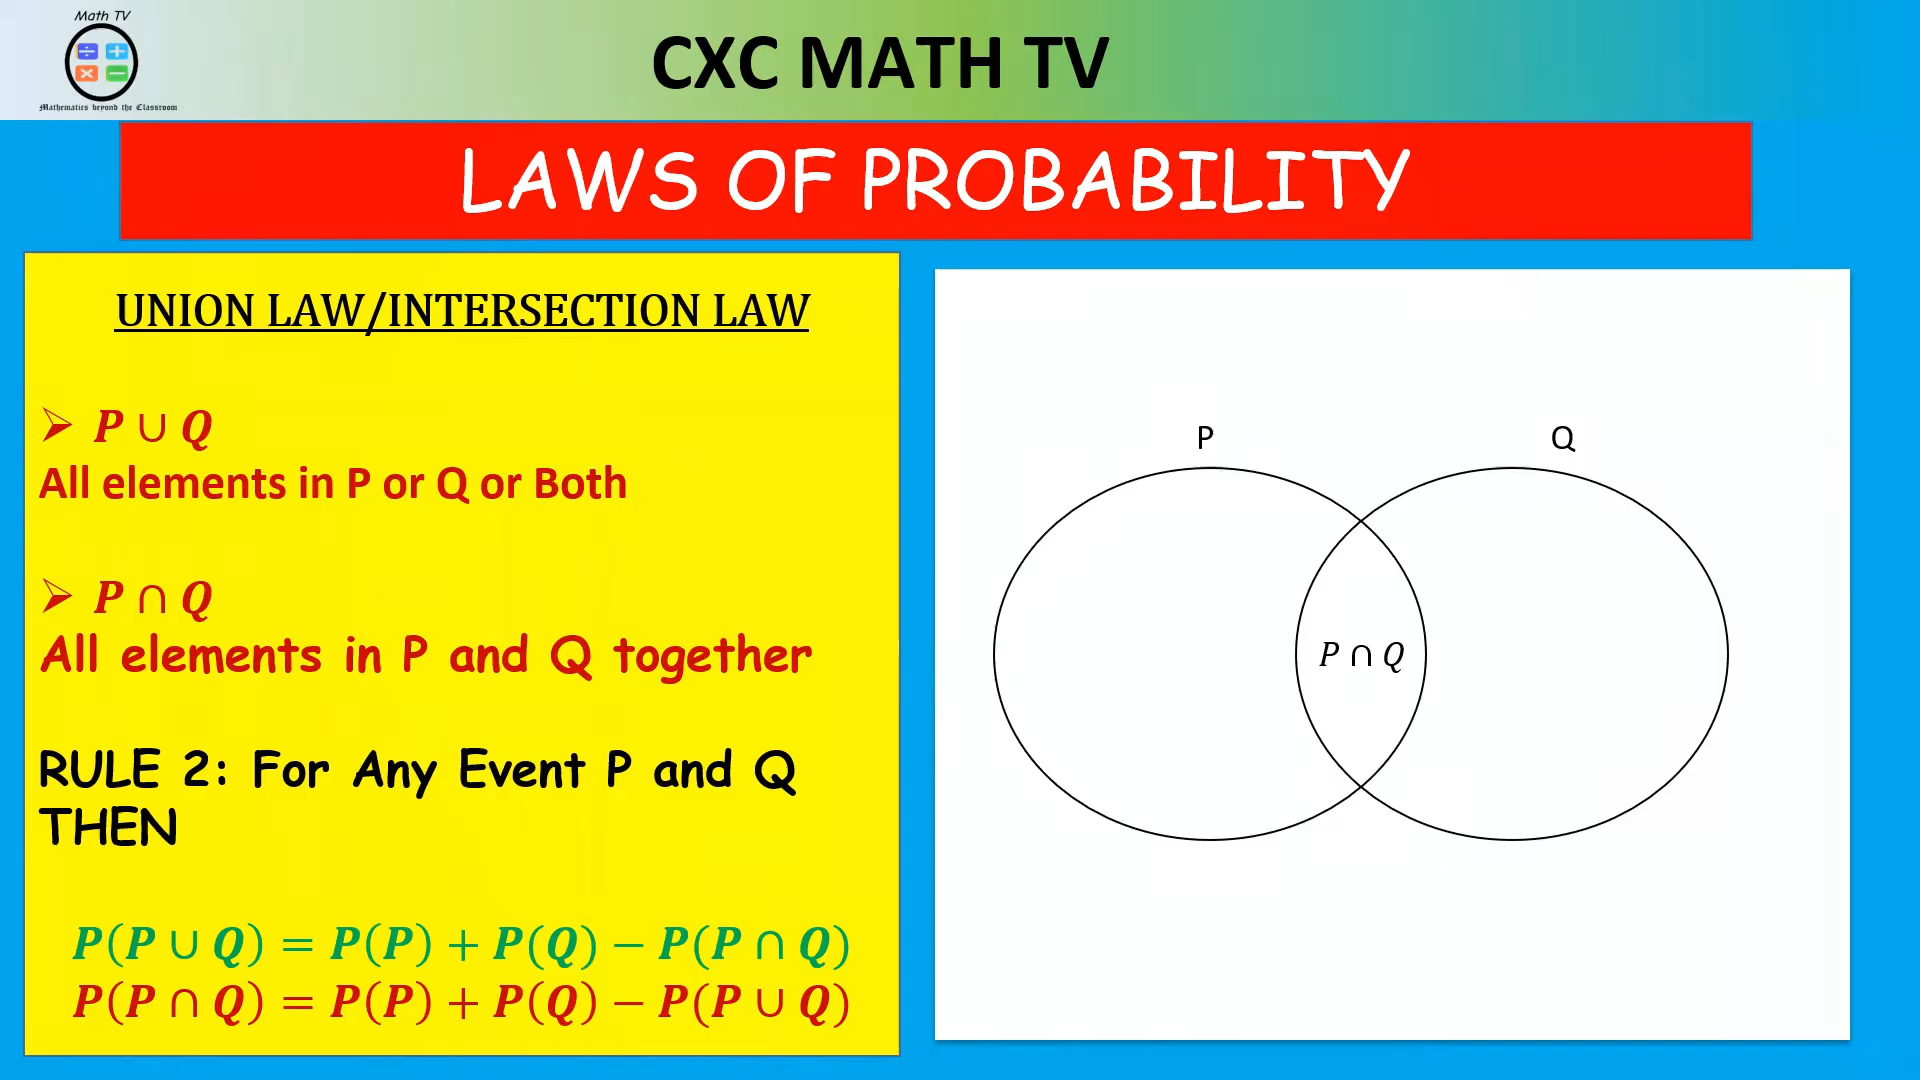 Math TV
Mathematics beyond the Classroom
CXC MATH TV
LAWS OF PROBABILITY
UNION LAW/INTERSECTION LAW
➢ P ∪ Q
All elements in P or Q or Both
➢ P ∩ Q
All elements in P and Q together
RULE 2: For Any Event P and Q
THEN
P(P ∪ Q) = P(P) + P(Q) − P(P ∩ Q)
P(P ∩ Q) = P(P) + P(Q) − P(P ∪ Q)
P
Q
P ∩ Q